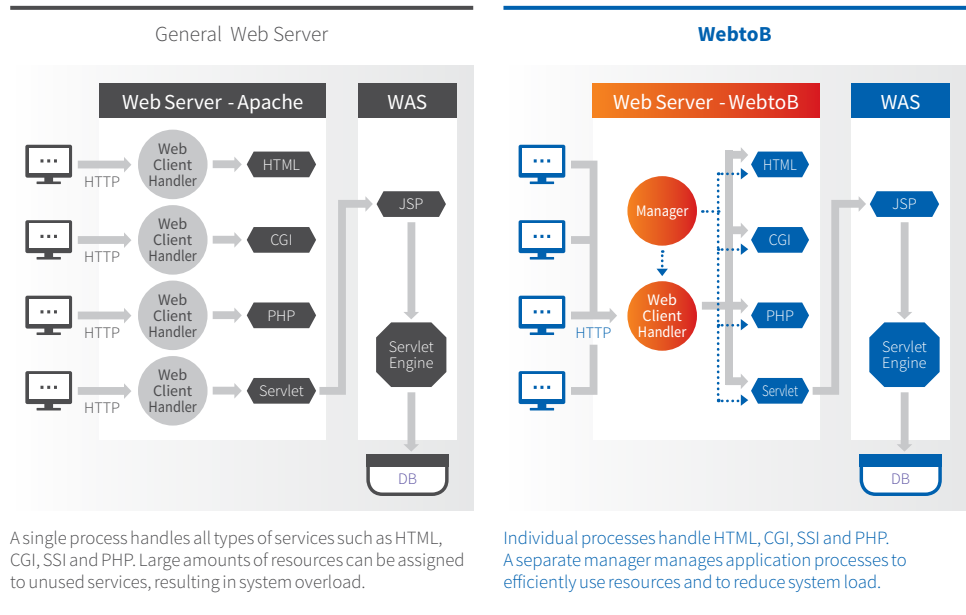 General Web Server
Web Server - Apache
WAS
...
HTTP
Web
Client
Handler
HTML
...
HTTP
Web
Client
Handler
CGI
...
HTTP
Web
Client
Handler
PHP
...
HTTP
Web
Client
Handler
Servlet
JSP
Servlet
Engine
DB
A single process handles all types of services such as HTML,
CGI, SSI and PHP. Large amounts of resources can be assigned
to unused services, resulting in system overload.
WebtoB
Web Server - WebtoB
WAS
...
...
...
...
HTTP
Manager
Web
Client
Handler
HTML
CGI
PHP
Servlet
JSP
Servlet
Engine
DB
Individual processes handle HTML, CGI, SSI and PHP.
A separate manager manages application processes to
efficiently use resources and to reduce system load.